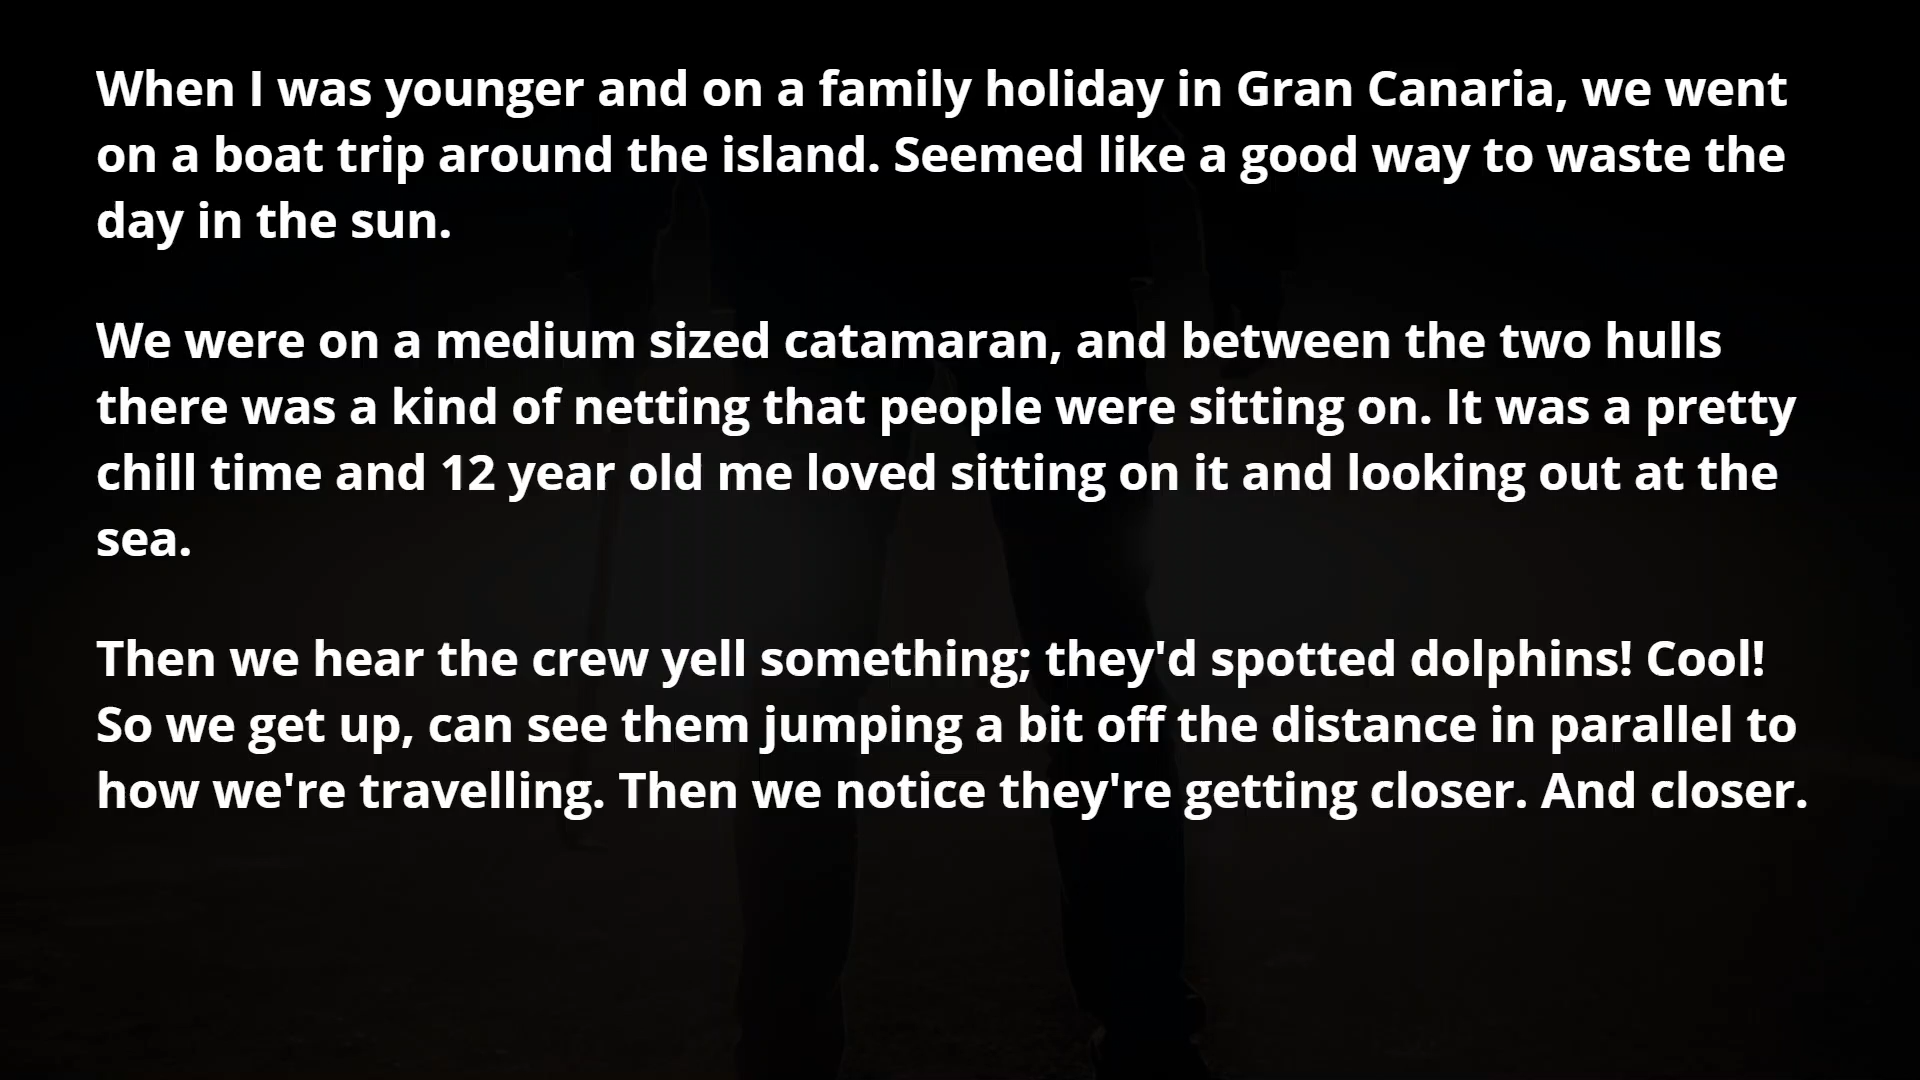 When I was younger and on a family holiday in Gran Canaria, we went
on a boat trip around the island. Seemed like a good way to waste the
day in the sun.
We were on a medium sized catamaran, and between the two hulls
there was a kind of netting that people were sitting on. It was a pretty
chill time and 12 year old me loved sitting on it and looking out at the
sea.
Then we hear the crew yell something; they'd spotted dolphins! Cool!
So we get up, can see them jumping a bit off the distance in parallel to
how we're travelling. Then we notice they're getting closer. And closer.